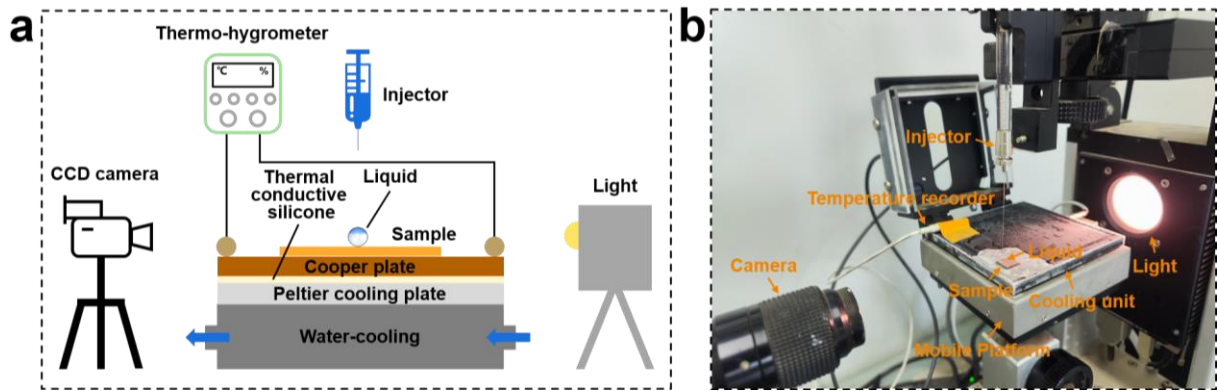 a
Thermo-hygrometer
°C %
Injector
CCD camera
Thermal
conductive
silicone
Liquid
Light
Sample
Cooper plate
Peltier cooling plate
Water-cooling
b
Injector
Temperature recorder
Camera
Liquid
Light
Sample
Cooling unit
Mobile Platform